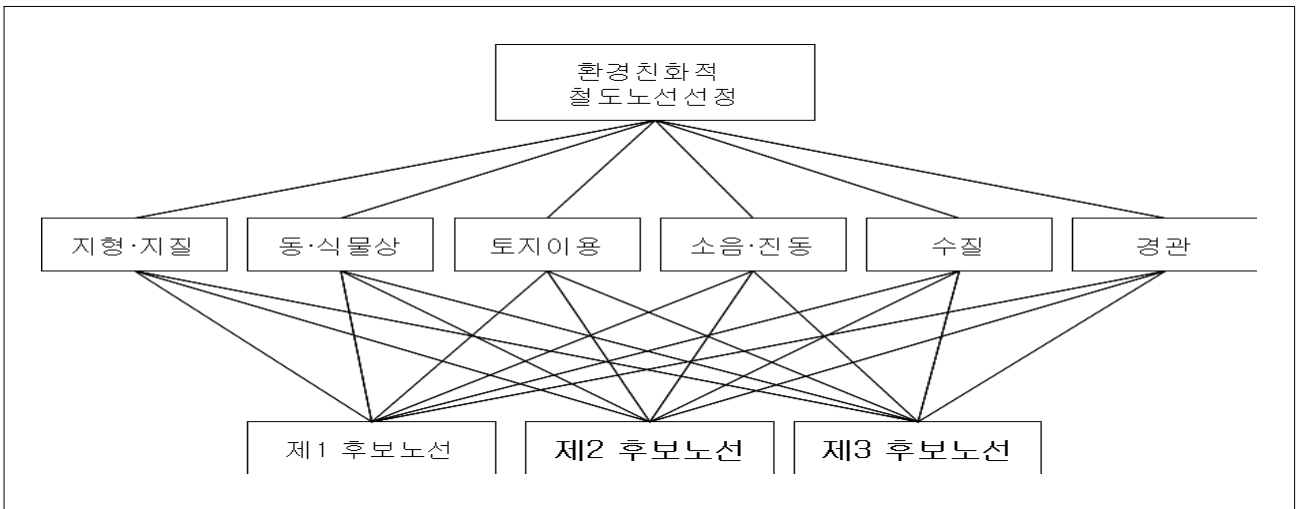 환경친화적
철도노선선정
지형·지질
동·식물상
토지이용
소음·진동
수질
경관
제1 후보노선
제2 후보노선
제3 후보노선